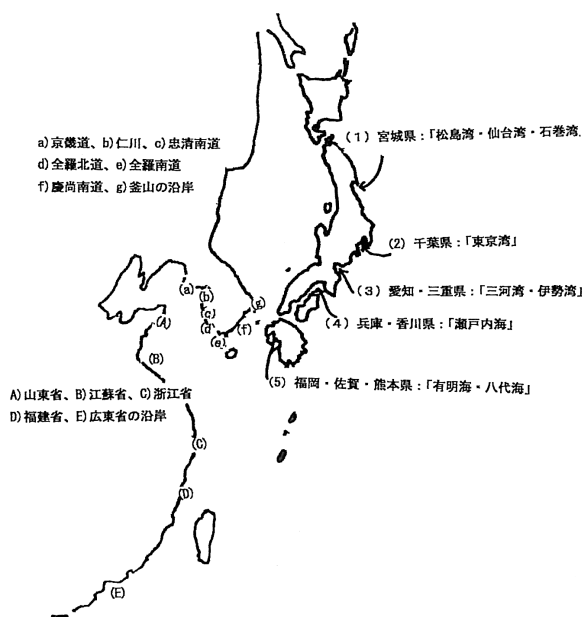 a)京儀道、b)仁川、c)忠清南道
d)全羅北道、e)全羅南道
f)慶尚南道、g)釜山の沿岸
(1) 宮城県：「松島湾・仙台湾・石巻湾
(2) 千葉県：「東京湾」
(3) 愛知・三重県：「三河湾・伊勢湾」
(4) 兵庫・香川県：「瀬戸内海」
(5) 福岡・佐賀・熊本県：「有明海・八代海」
(a)
(b)
(c)
(d)
(e)
(f)
(g)
(A)
(B)
A)山東省、B)江蘇省、C)浙江省
D)福建省、E)広東省の沿岸
(C)
(D)
(E)